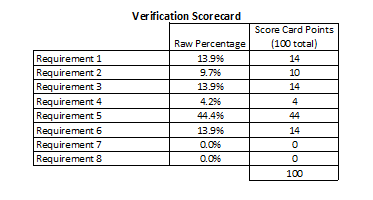 Verification Scorecard
Raw Percentage Score Card Points (100 total)
Requirement 1 13.9% 14
Requirement 2 9.7% 10
Requirement 3 13.9% 14
Requirement 4 4.2% 4
Requirement 5 44.4% 44
Requirement 6 13.9% 14
Requirement 7 0.0% 0
Requirement 8 0.0% 0
100